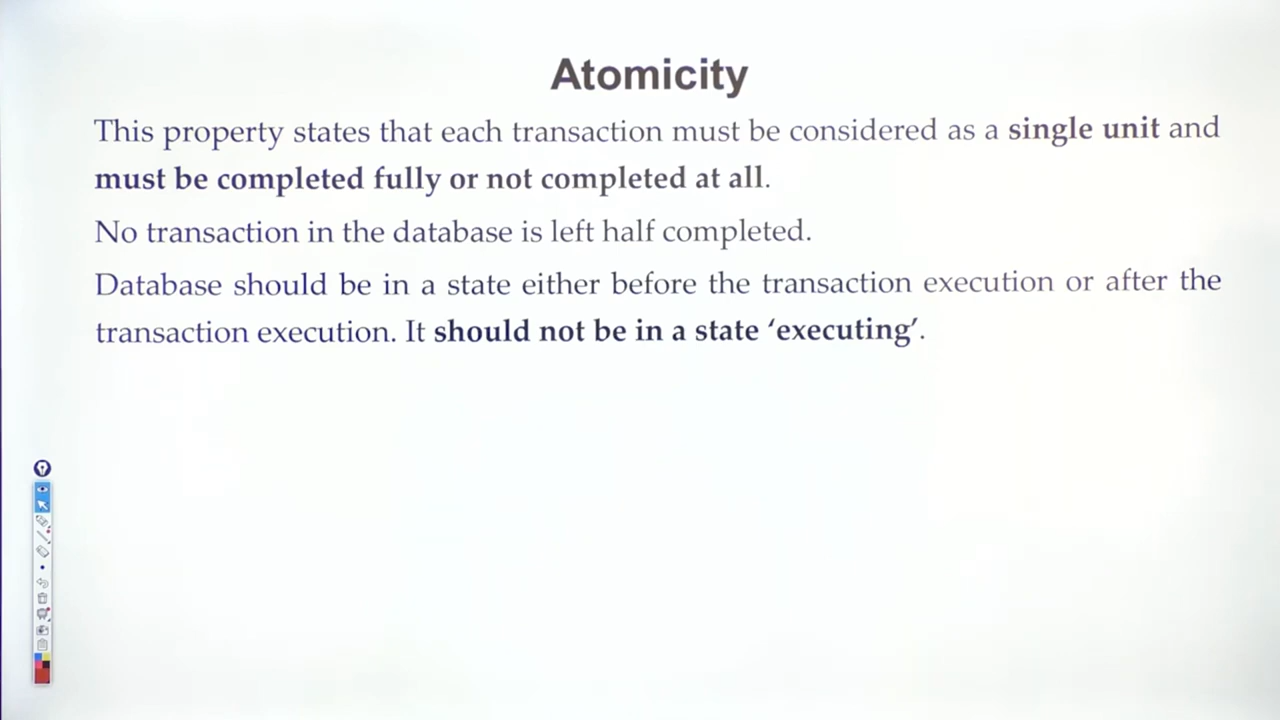 Atomicity
This property states that each transaction must be considered as a single unit and
must be completed fully or not completed at all.
No transaction in the database is left half completed.
Database should be in a state either before the transaction execution or after the
transaction execution. It should not be in a state ‘executing’.